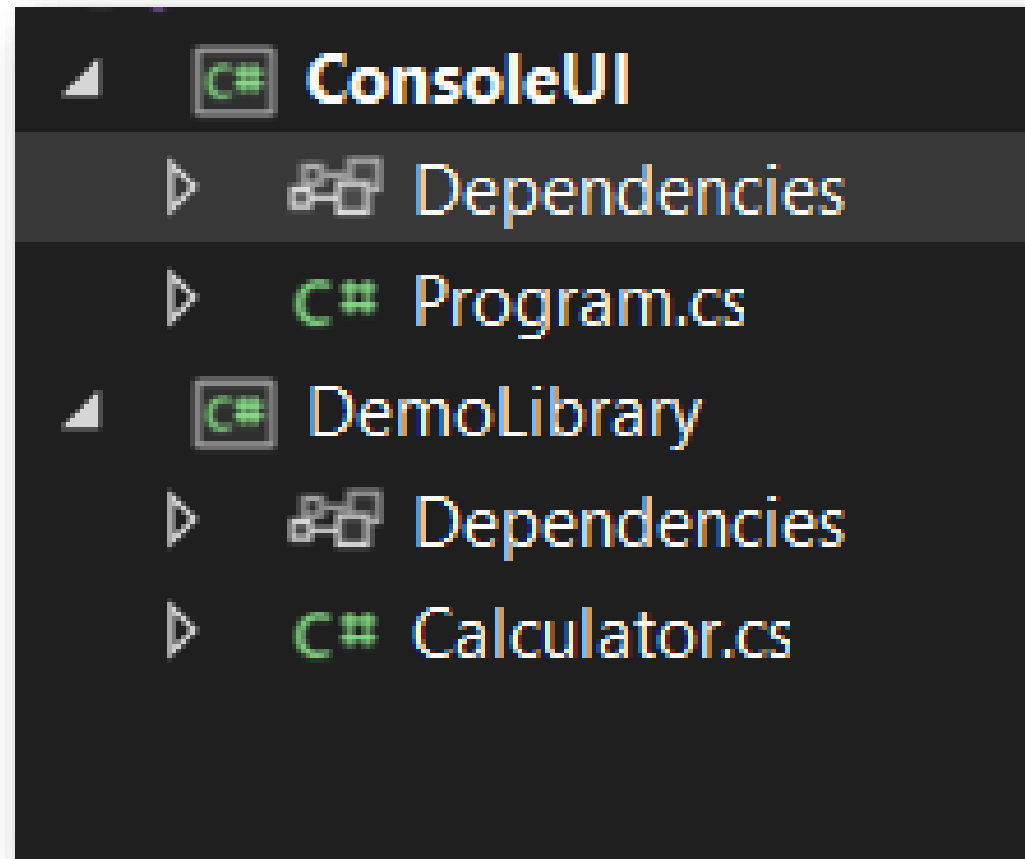 C# ConsoleUI
Dependencies
C# Program.cs
C# DemoLibrary
Dependencies
C# Calculator.cs